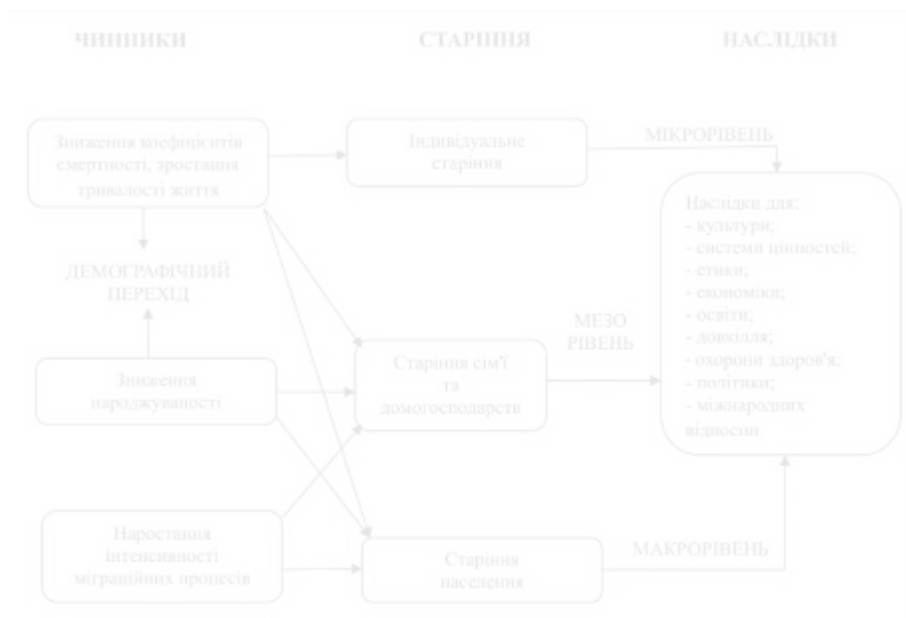 ЧИННИКИ
СТАРІННЯ
НАСЛІДКИ
Зниження коефіцієнтів
смертності, зростання
тривалості життя
Індивідуальне
старіння
МІКРОРІВЕНЬ
Наслідки для:
- культури;
- системи цінностей;
- етики;
- економіки;
- освіти;
- довкілля;
- охорони здоров'я;
- політики;
- міжнародних
відносин
ДЕМОГРАФІЧНИЙ
ПЕРЕХІД
МЕЗО
РІВЕНЬ
Зниження
народжуваності
Старіння сім'ї
та
домогосподарств
Наростання
інтенсивності
міграційних процесів
Старіння
населення
МАКРОРІВЕНЬ